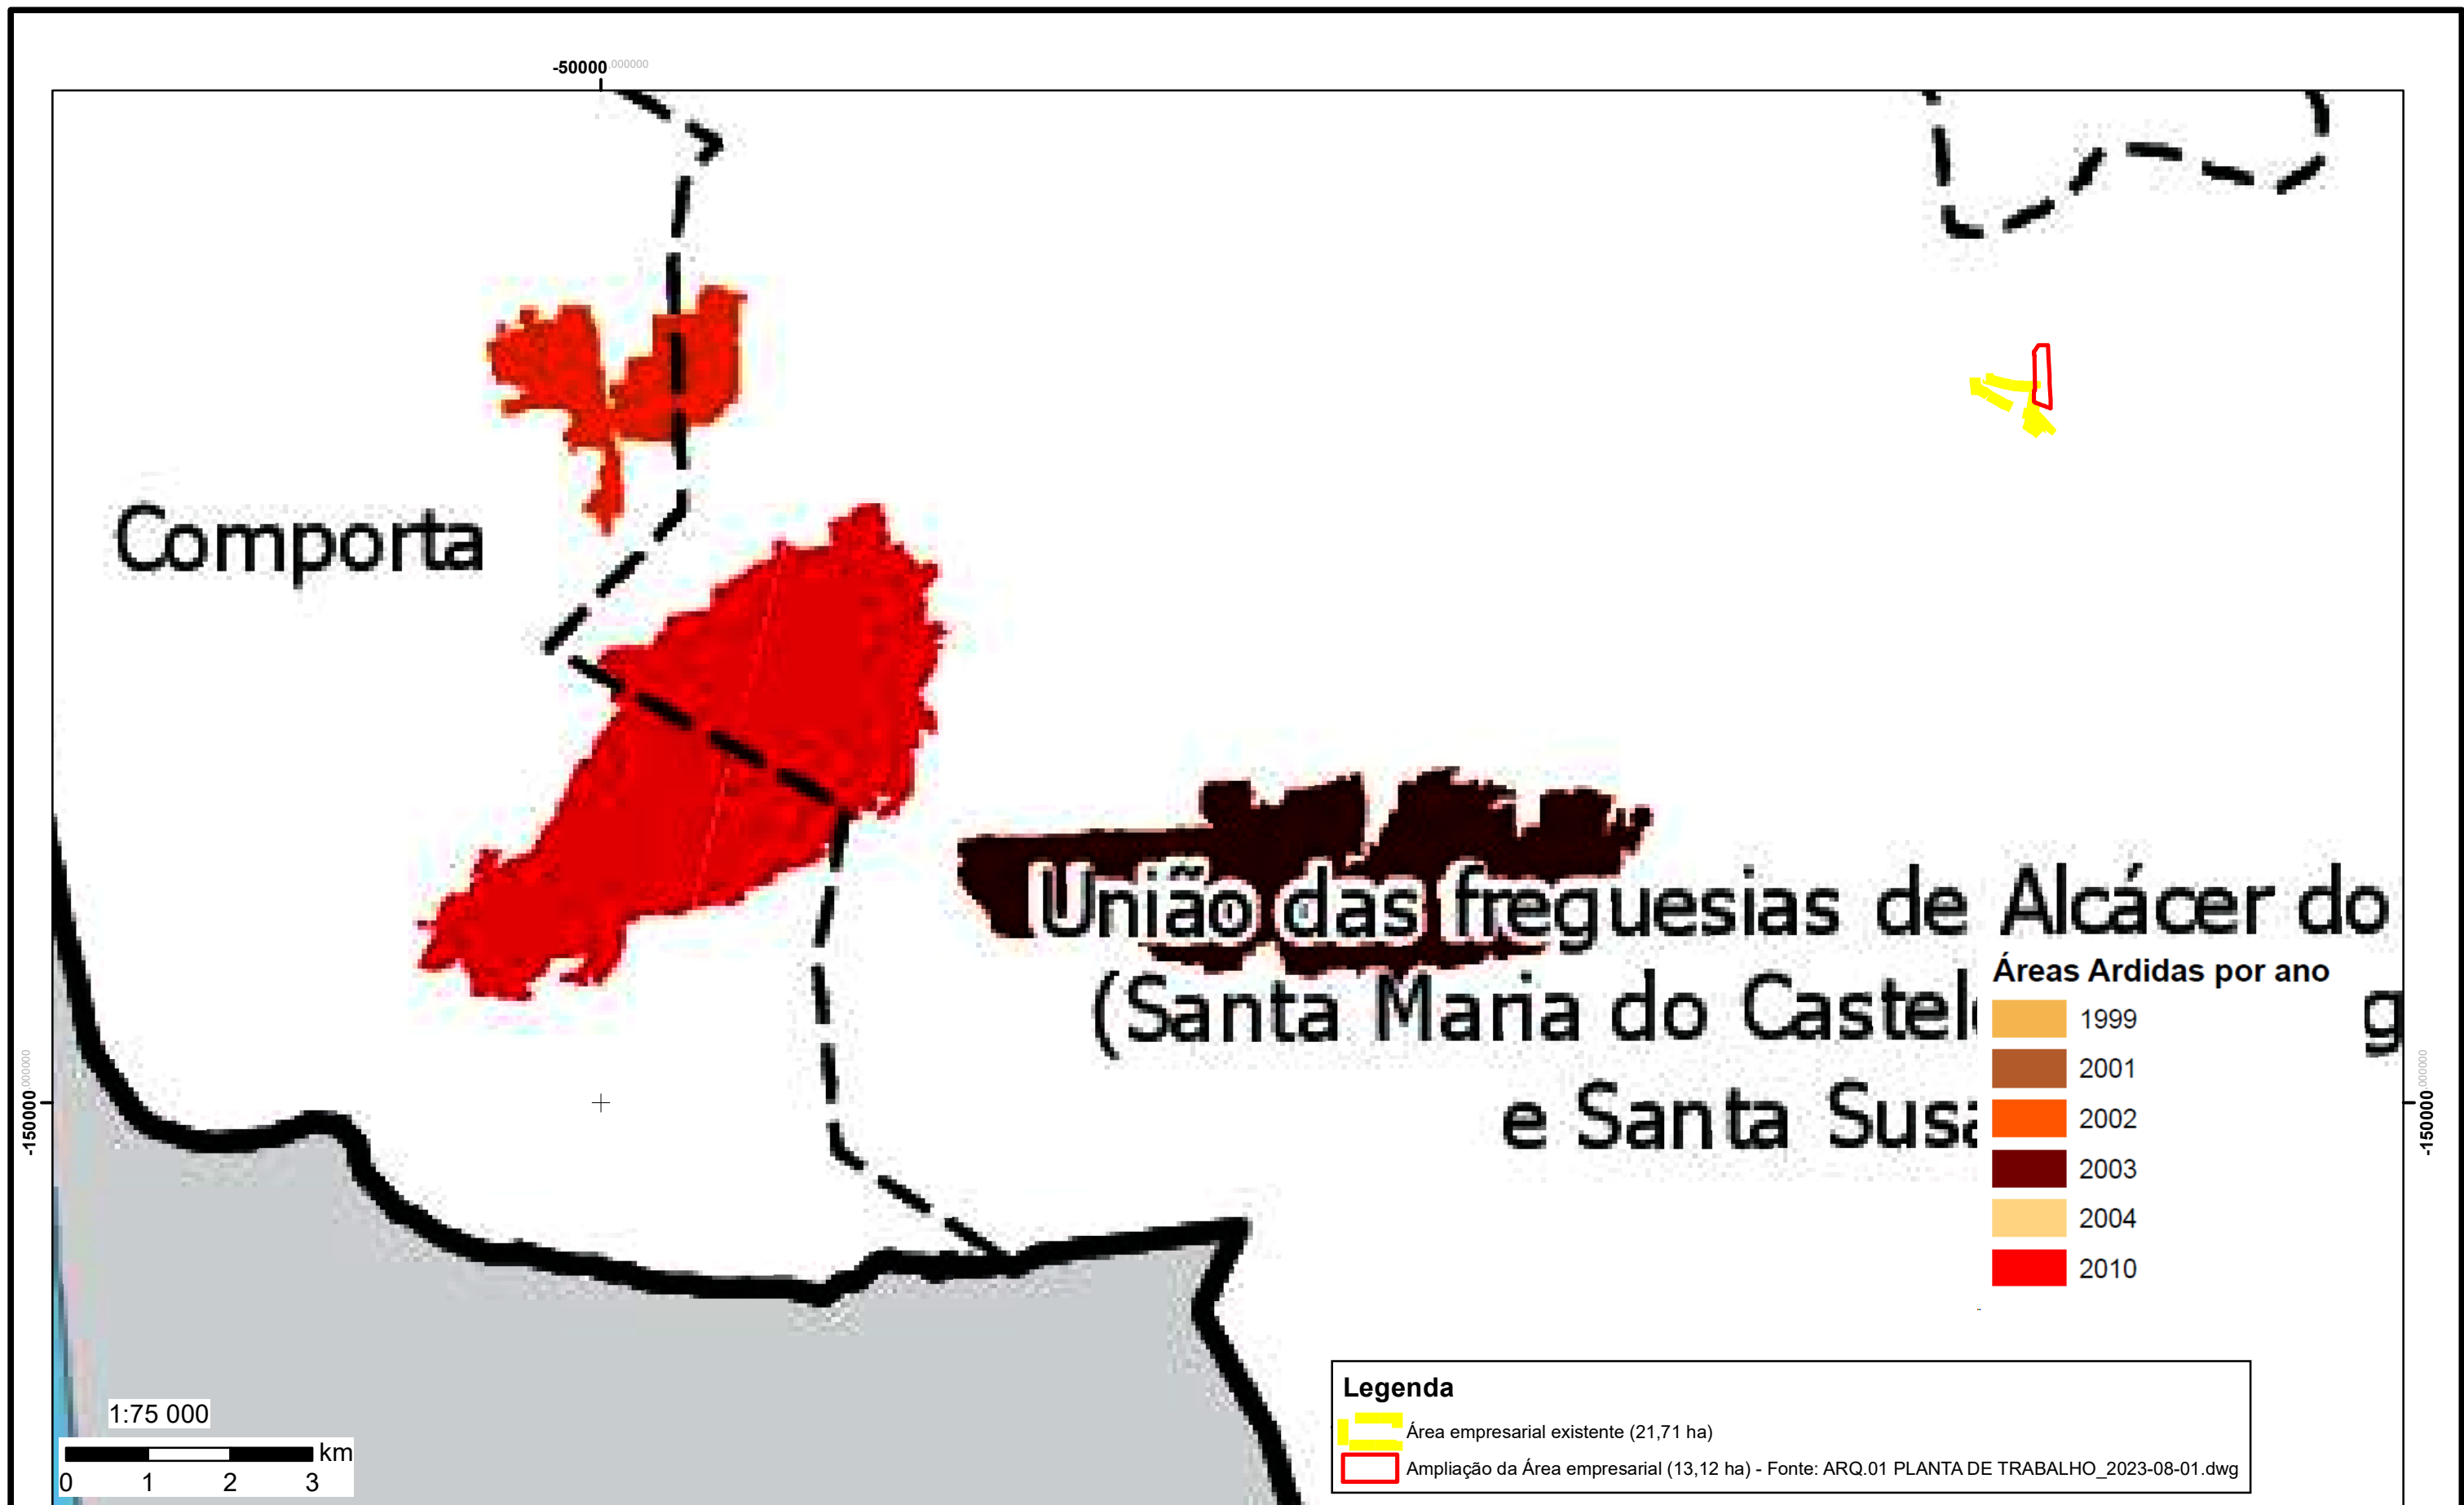 -50000.000000
Comporta
União das freguesias de Alcácer do
(Santa Maria do Castel
g
e Santa Sus
Áreas Ardidas por ano
1999
2001
2002
2003
2004
2010
-150000.000000
-150000.000000
1:75 000
km
0 1 2 3
Legenda
Área empresarial existente (21,71 ha)
Ampliação da Área empresarial (13,12 ha) - Fonte: ARQ.01 PLANTA DE TRABALHO_2023-08-01.dwg